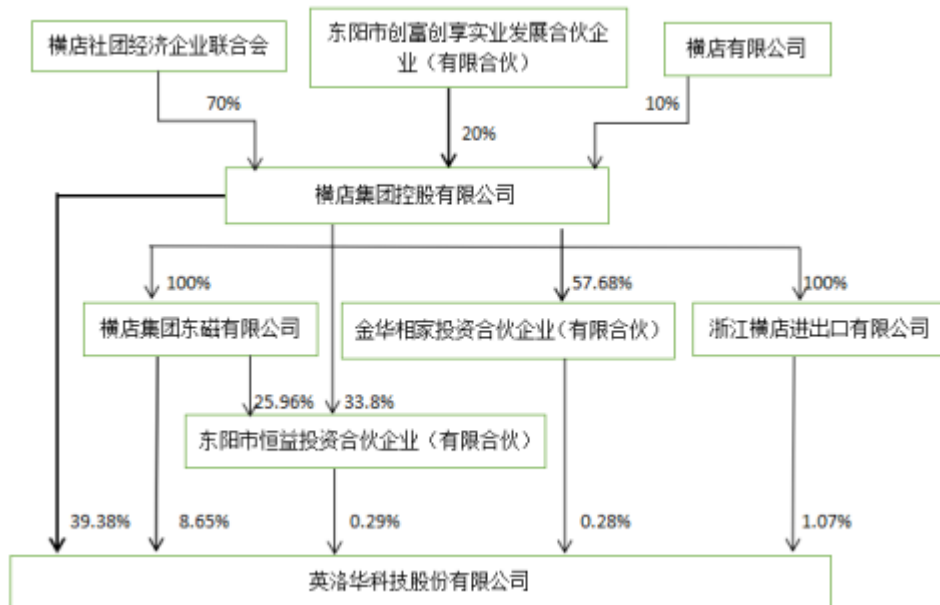 横店社团经济企业联合会
东阳市创富创享实业发展合伙企
业（有限合伙）
横店有限公司
70%
20%
10%
横店集团控股有限公司
100%
57.68%
100%
横店集团东磁有限公司
金华相家投资合伙企业（有限合伙）
浙江横店进出口有限公司
25.96%
33.8%
东阳市恒益投资合伙企业（有限合伙）
39.38%
8.65%
0.29%
0.28%
1.07%
英洛华科技股份有限公司